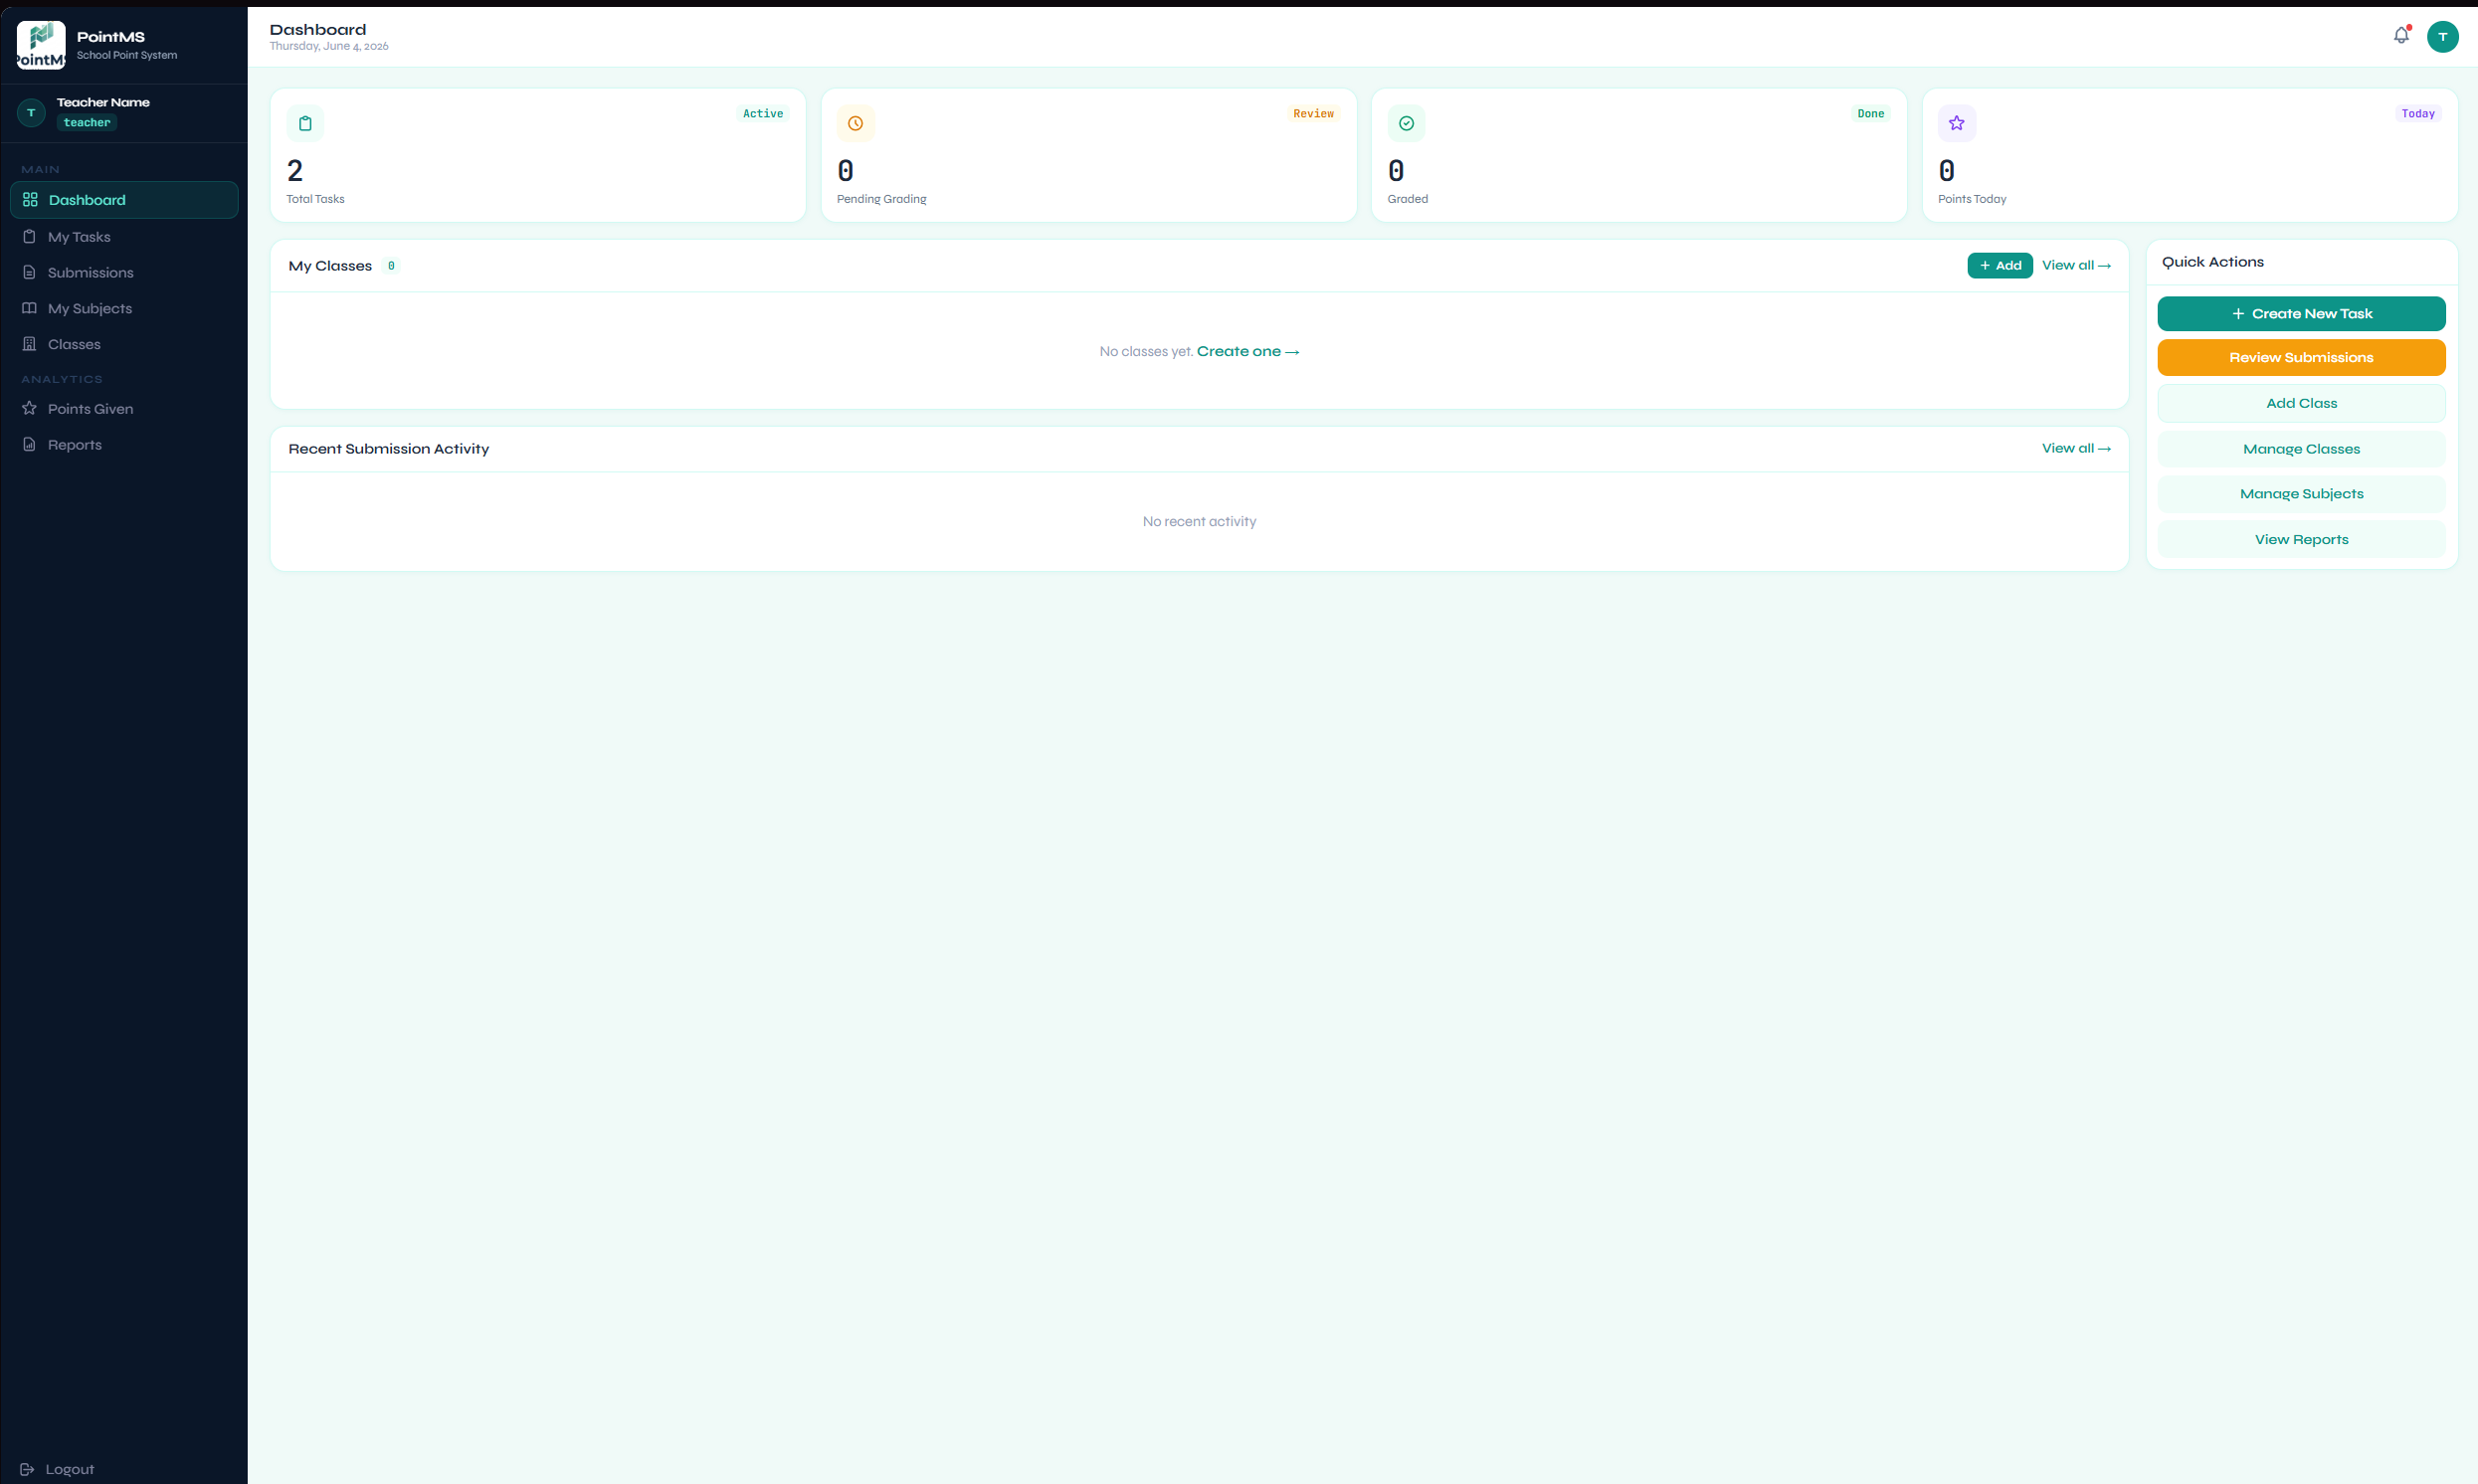 PointMS
PointMS
School Point System
T
Teacher Name
teacher
MAIN
Dashboard
My Tasks
Submissions
My Subjects
Classes
ANALYTICS
Points Given
Reports
Logout
Dashboard
Thursday, June 4, 2026
T
Active
2
Total Tasks
Review
0
Pending Grading
Done
0
Graded
Today
0
Points Today
My Classes 0
+ Add View all →
No classes yet. Create one →
Recent Submission Activity
View all →
No recent activity
Quick Actions
+ Create New Task
Review Submissions
Add Class
Manage Classes
Manage Subjects
View Reports